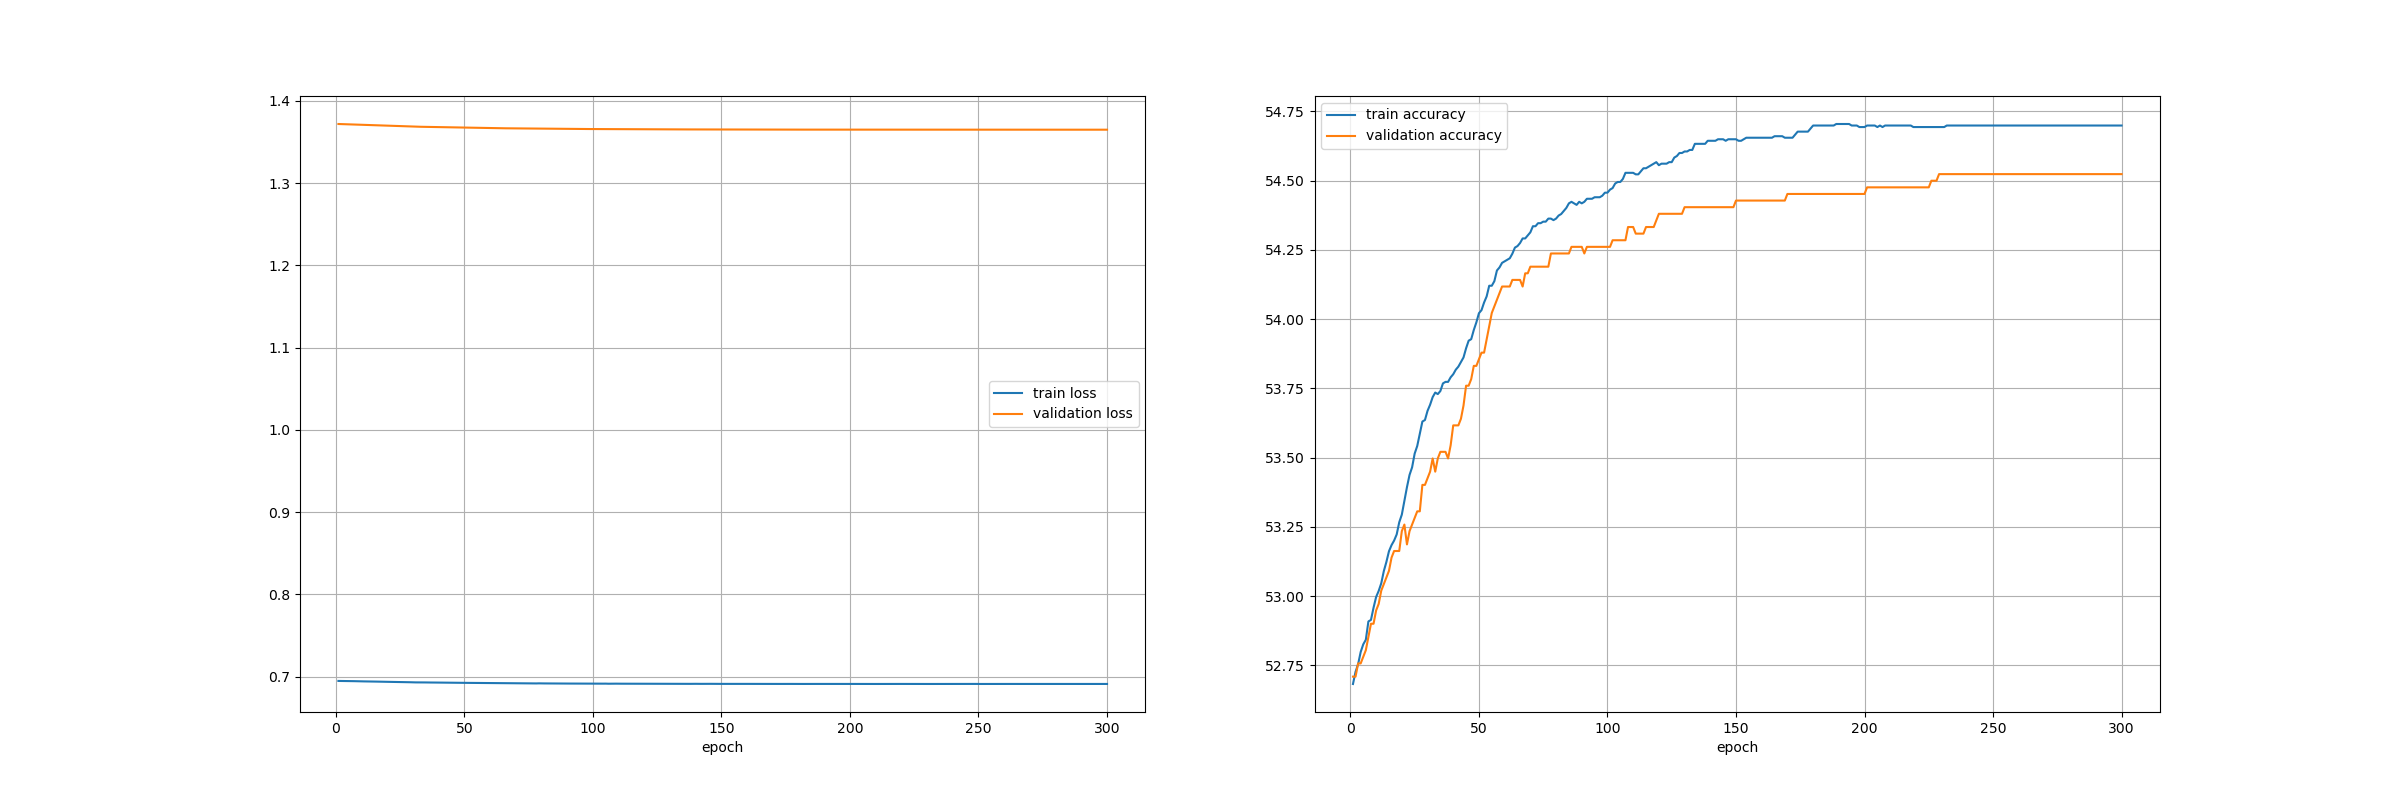 1.4
1.3
1.2
1.1
1.0
0.9
0.8
0.7
train loss
validation loss
0 50 100 150 200 250 300
epoch
54.75
54.50
54.25
54.00
53.75
53.50
53.25
53.00
52.75
train accuracy
validation accuracy
0 50 100 150 200 250 300
epoch